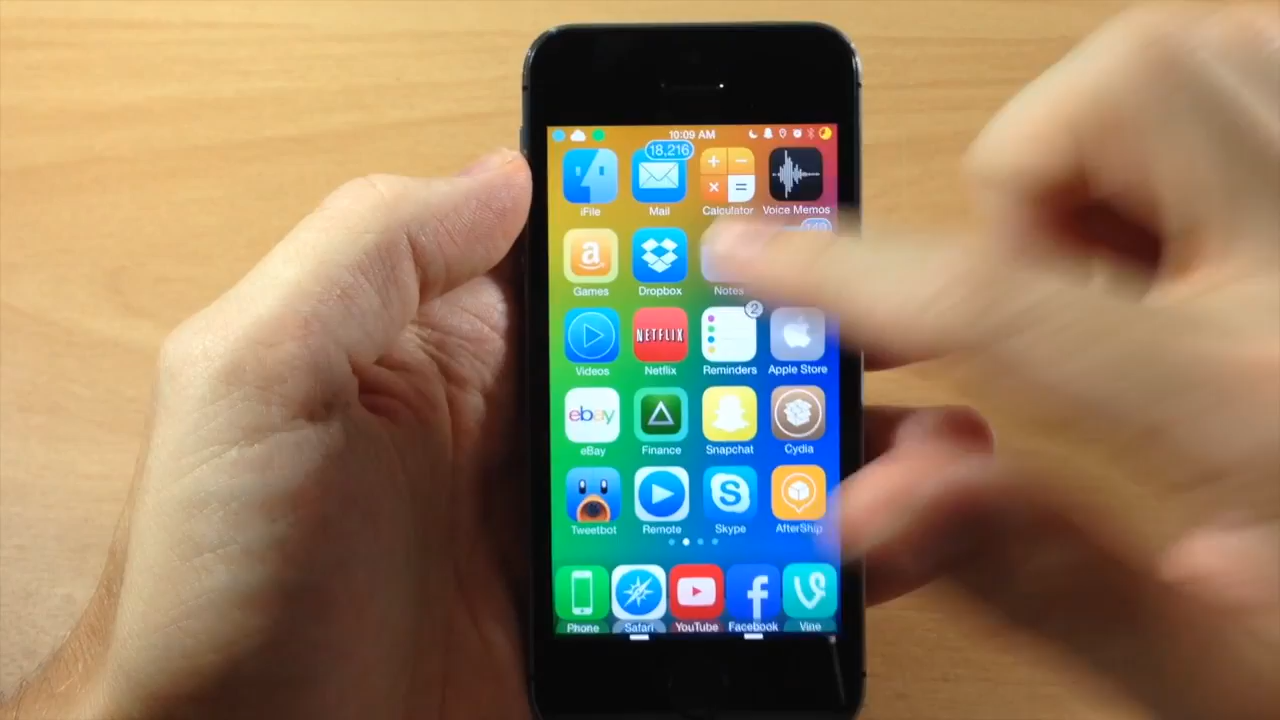 10:09 AM
18,216
iFile Mail Calculator Voice Memos
a 149
Games Dropbox Notes
NETFLIX 2
Videos Netflix Reminders Apple Store
ebay
eBay Finance Snapchat Cydia
S
Tweetbot Remote Skype AfterShip
f
Phone Safari YouTube Facebook Vine